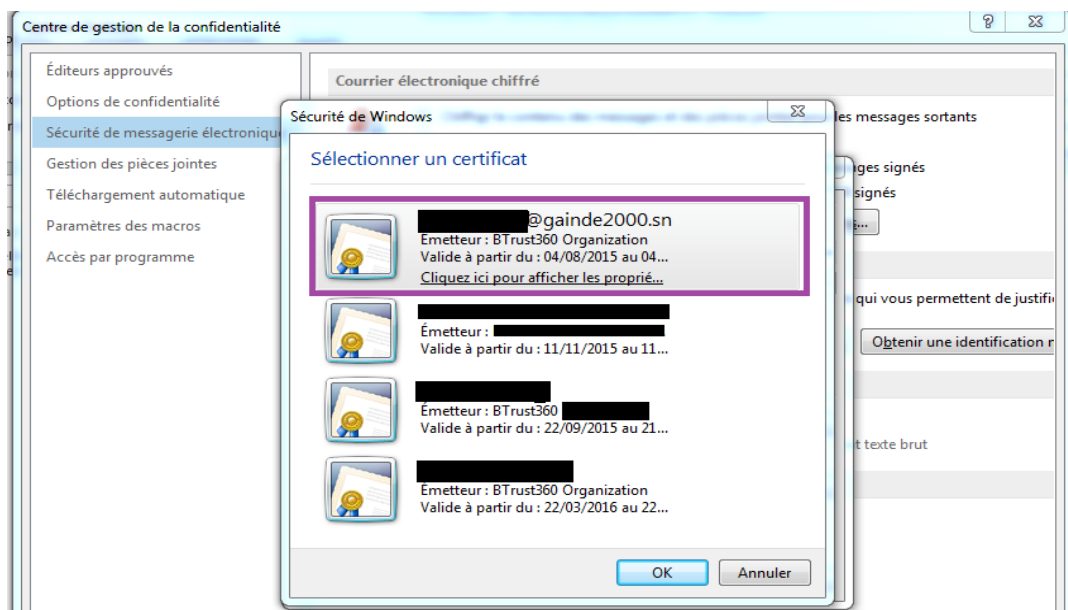 Centre de gestion de la confidentialité
Éditeurs approuvés
Options de confidentialité
Sécurité de messagerie électronique
Gestion des pièces jointes
Téléchargement automatique
Paramètres des macros
Accès par programme
Courrier électronique chiffré
les messages sortants
ages signés
signés
qui vous permettent de justifi
Obtenir une identification n
t texte brut
Sécurité de Windows
Sélectionner un certificat
@gainde2000.sn
Émetteur : BTrust360 Organization
Valide à partir du : 04/08/2015 au 04...
Cliquez ici pour afficher les proprié...
Émetteur :
Valide à partir du : 11/11/2015 au 11...
Émetteur : BTrust360
Valide à partir du : 22/09/2015 au 21...
Émetteur : BTrust360 Organization
Valide à partir du : 22/03/2016 au 22...
OK
Annuler